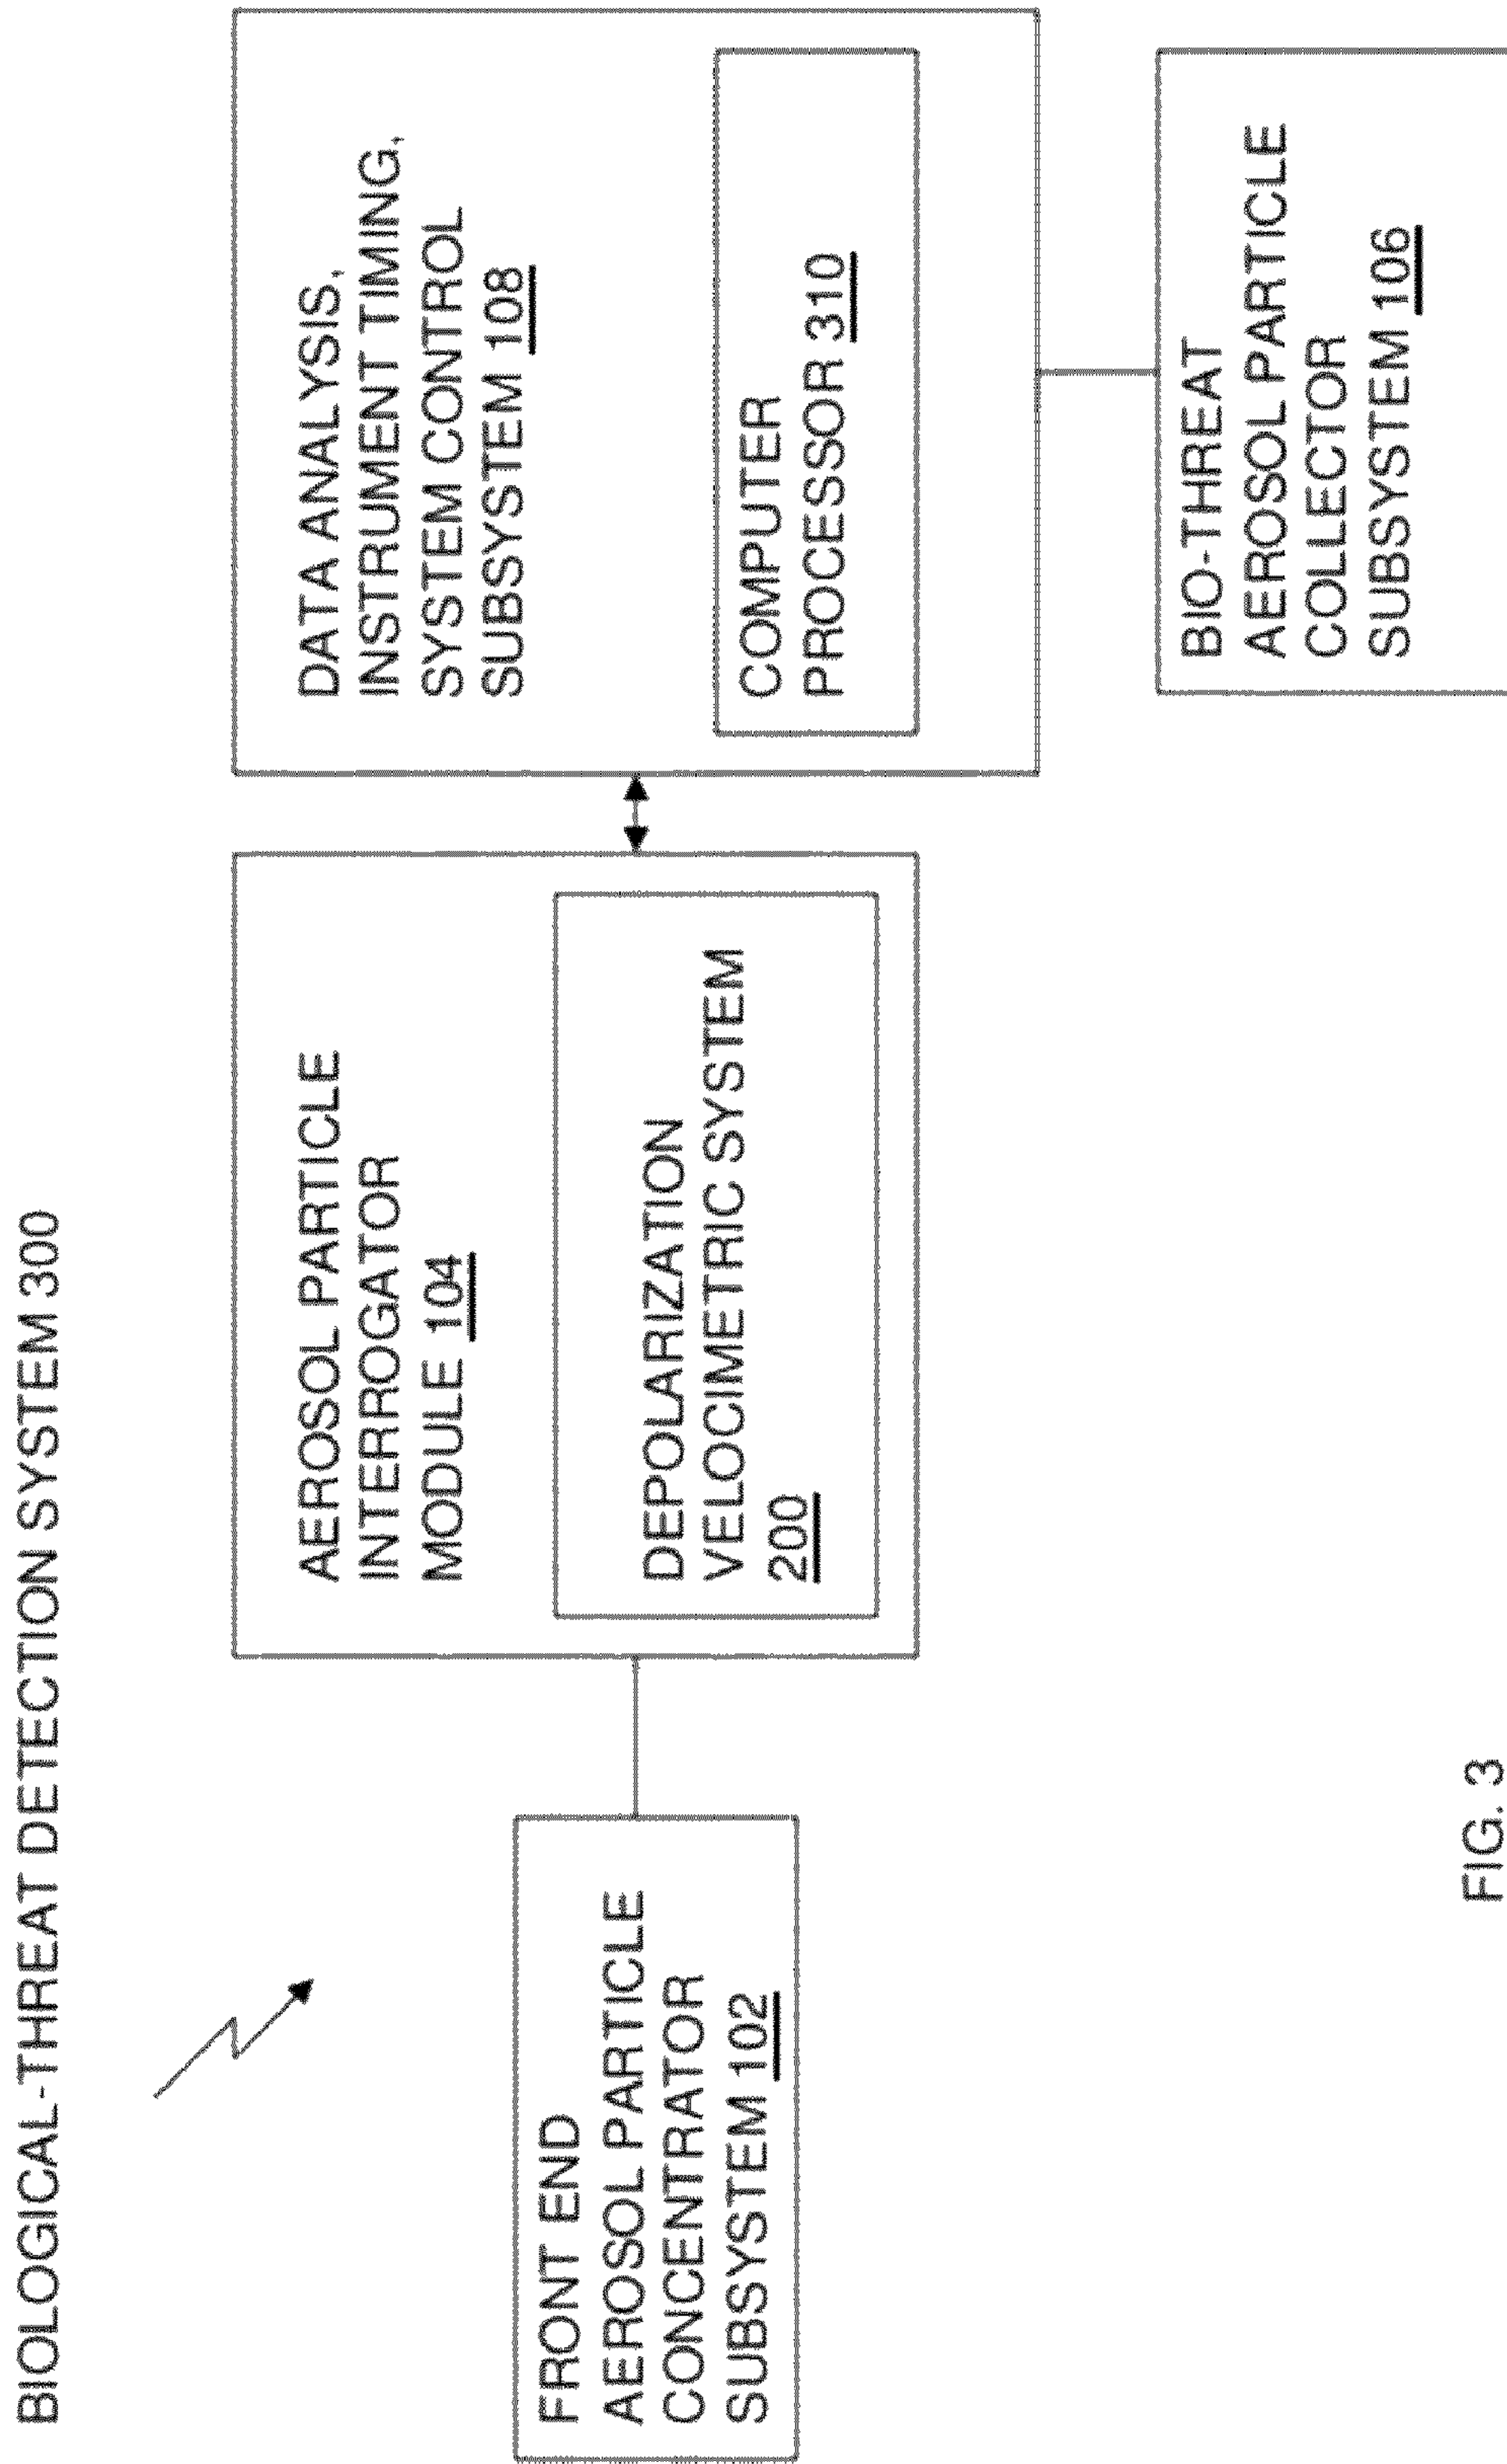 BIOLOGICAL-THREAT DETECTION SYSTEM 300
FRONT END
AEROSOL PARTICLE
CONCENTRATOR
SUBSYSTEM 102
AEROSOL PARTICLE
INTERROGATOR
MODULE 104
DEPOLARIZATION
VELOCIMETRIC SYSTEM
200
DATA ANALYSIS,
INSTRUMENT TIMING,
SYSTEM CONTROL
SUBSYSTEM 108
COMPUTER
PROCESSOR 310
BIO-THREAT
AEROSOL PARTICLE
COLLECTOR
SUBSYSTEM 106
FIG. 3